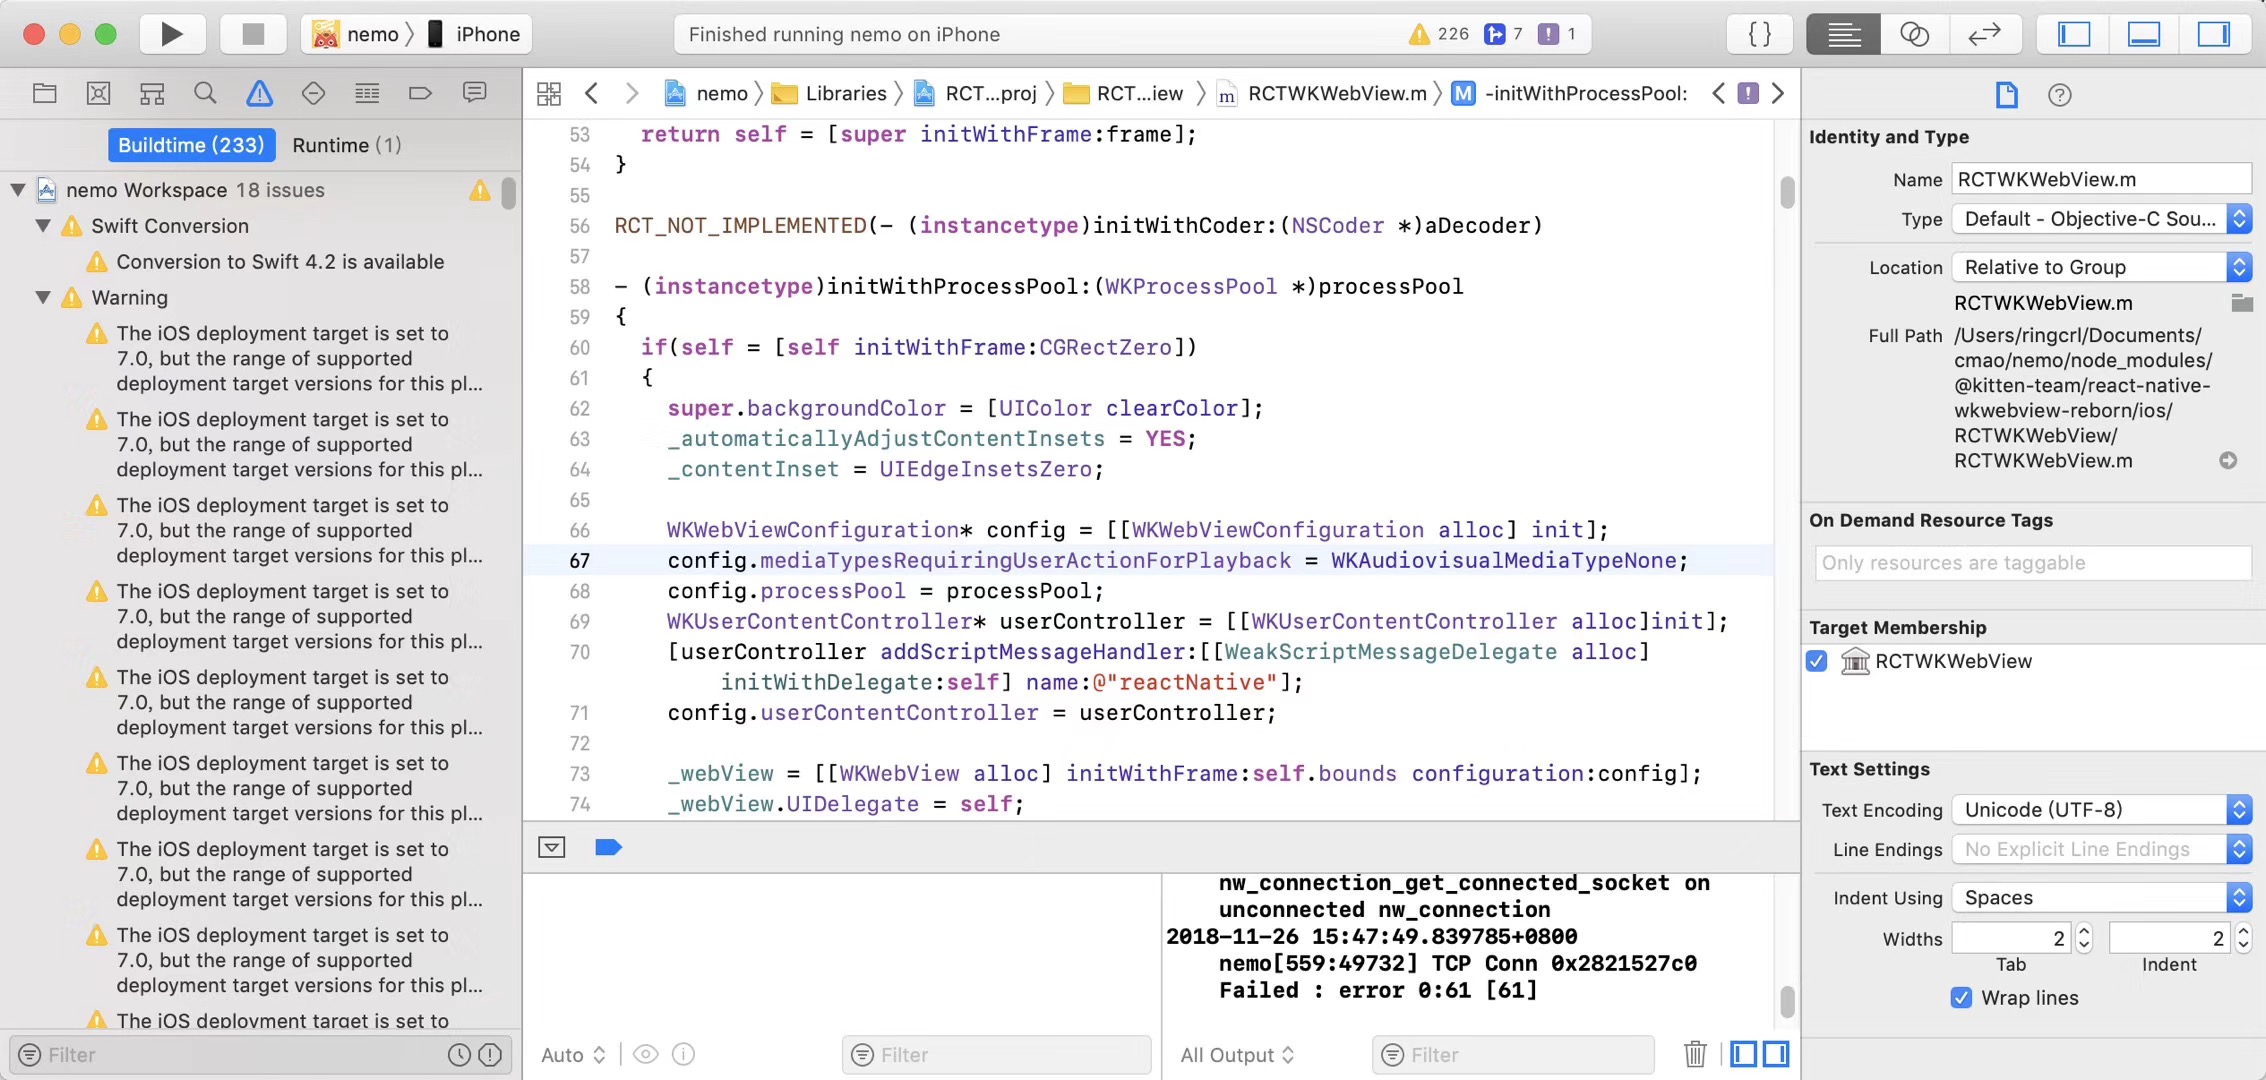 nemo
iPhone
Finished running nemo on iPhone
226
7
1
{ }
nemo
Libraries
RCT...proj
RCT...iew
m
RCTWKWebView.m
M
-initWithProcessPool:
Buildtime (233)
Runtime (1)
nemo Workspace 18 issues
Swift Conversion
Conversion to Swift 4.2 is available
Warning
The iOS deployment target is set to
7.0, but the range of supported
deployment target versions for this pl...
The iOS deployment target is set to
7.0, but the range of supported
deployment target versions for this pl...
The iOS deployment target is set to
7.0, but the range of supported
deployment target versions for this pl...
The iOS deployment target is set to
7.0, but the range of supported
deployment target versions for this pl...
The iOS deployment target is set to
7.0, but the range of supported
deployment target versions for this pl...
The iOS deployment target is set to
7.0, but the range of supported
deployment target versions for this pl...
The iOS deployment target is set to
7.0, but the range of supported
deployment target versions for this pl...
The iOS deployment target is set to
7.0, but the range of supported
deployment target versions for this pl...
The iOS deployment target is set to
Filter
53 return self = [super initWithFrame:frame];
54 }
55
56 RCT_NOT_IMPLEMENTED(- (instancetype)initWithCoder:(NSCoder *)aDecoder)
57
58 - (instancetype)initWithProcessPool:(WKProcessPool *)processPool
59 {
60 if(self = [self initWithFrame:CGRectZero])
61 {
62 super.backgroundColor = [UIColor clearColor];
63 _automaticallyAdjustContentInsets = YES;
64 _contentInset = UIEdgeInsetsZero;
65
66 WKWebViewConfiguration* config = [[WKWebViewConfiguration alloc] init];
67 config.mediaTypesRequiringUserActionForPlayback = WKAudiovisualMediaTypeNone;
68 config.processPool = processPool;
69 WKUserContentController* userController = [[WKUserContentController alloc]init];
70 [userController addScriptMessageHandler:[[WeakScriptMessageDelegate alloc]
initWithDelegate:self] name:@"reactNative"];
71 config.userContentController = userController;
72
73 _webView = [[WKWebView alloc] initWithFrame:self.bounds configuration:config];
74 _webView.UIDelegate = self;
Auto
Filter
nw_connection_get_connected_socket on
unconnected nw_connection
2018-11-26 15:47:49.839785+0800
nemo[559:49732] TCP Conn 0x2821527c0
Failed : error 0:61 [61]
All Output
Filter
Identity and Type
Name RCTWKWebView.m
Type Default - Objective-C Sou...
Location Relative to Group
RCTWKWebView.m
Full Path /Users/ringcrl/Documents/
cmao/nemo/node_modules/
@kitten-team/react-native-
wkwebview-reborn/ios/
RCTWKWebView/
RCTWKWebView.m
On Demand Resource Tags
Only resources are taggable
Target Membership
RCTWKWebView
Text Settings
Text Encoding Unicode (UTF-8)
Line Endings No Explicit Line Endings
Indent Using Spaces
Widths 2 2
Tab Indent
Wrap lines